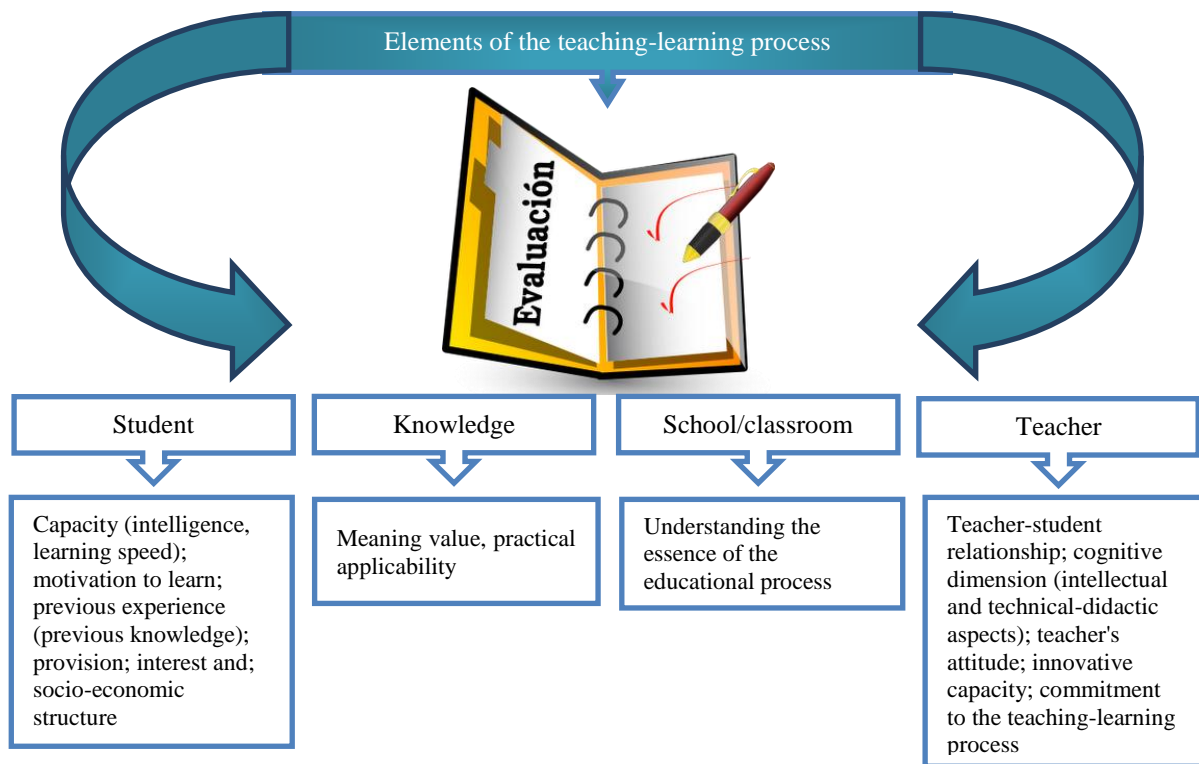 Elements of the teaching-learning process
Evaluación
Student
Knowledge
School/classroom
Teacher
Capacity (intelligence,
learning speed);
motivation to learn;
previous experience
(previous knowledge);
provision; interest and;
socio-economic
structure
Meaning value, practical
applicability
Understanding the
essence of the
educational process
Teacher-student
relationship; cognitive
dimension (intellectual
and technical-didactic
aspects); teacher's
attitude; innovative
capacity; commitment
to the teaching-learning
process